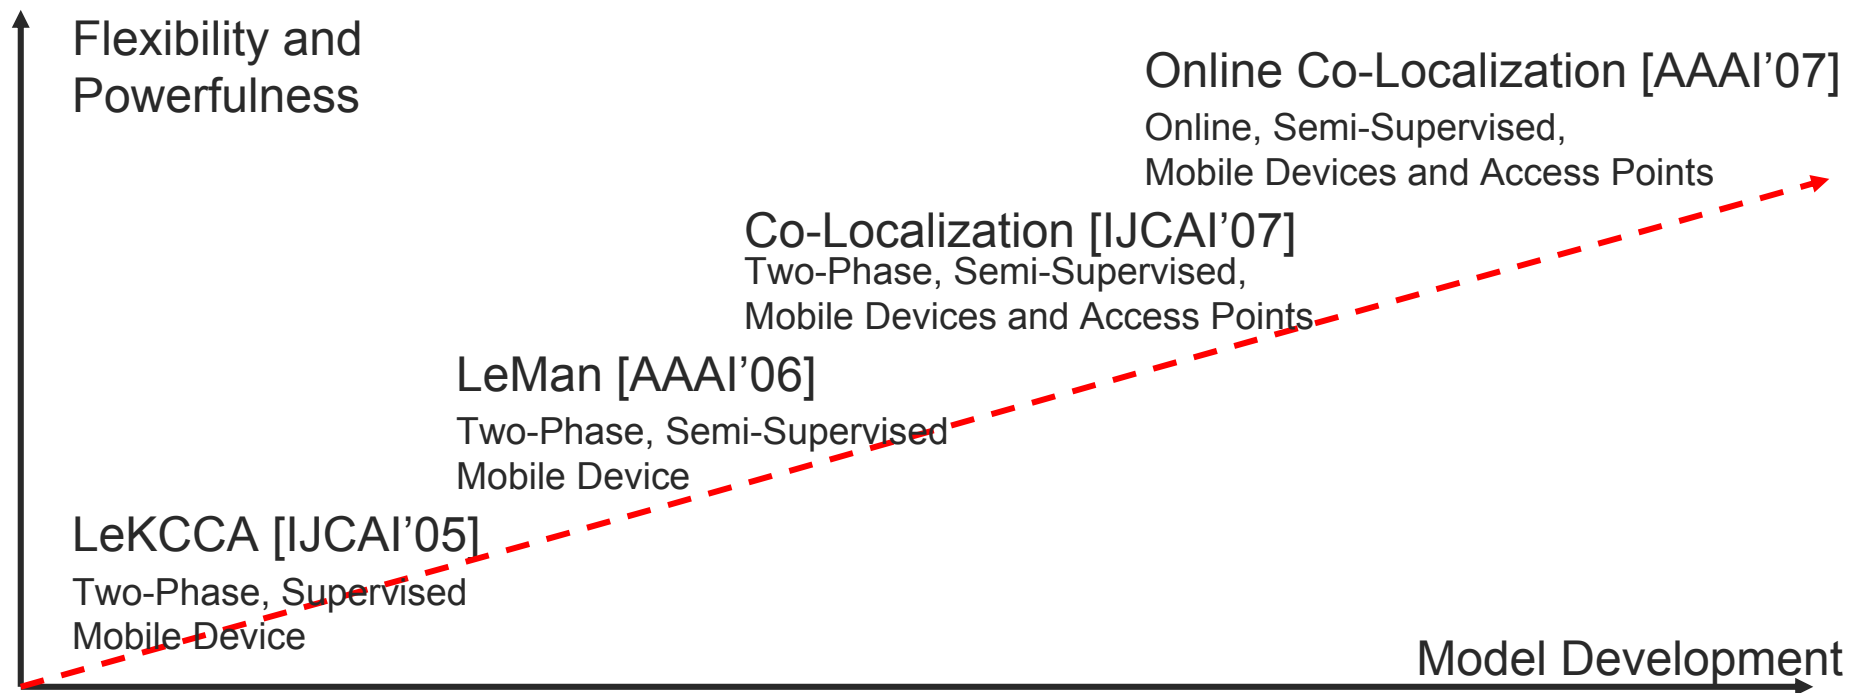 Flexibility and
Powerfulness
Online Co-Localization [AAAI’07]
Online, Semi-Supervised,
Mobile Devices and Access Points
Co-Localization [IJCAI’07]
Two-Phase, Semi-Supervised,
Mobile Devices and Access Points
LeMan [AAAI’06]
Two-Phase, Semi-Supervised
Mobile Device
LeKCCA [IJCAI’05]
Two-Phase, Supervised
Mobile Device
Model Development